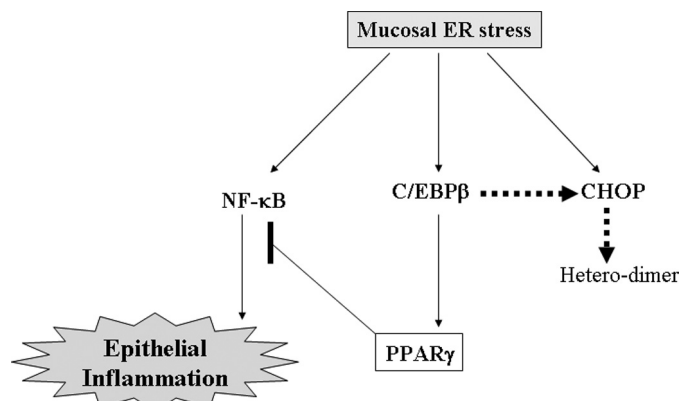 Mucosal ER stress
NF-κB
C/EBPβ
CHOP
Hetero-dimer
Epithelial
Inflammation
PPARγ